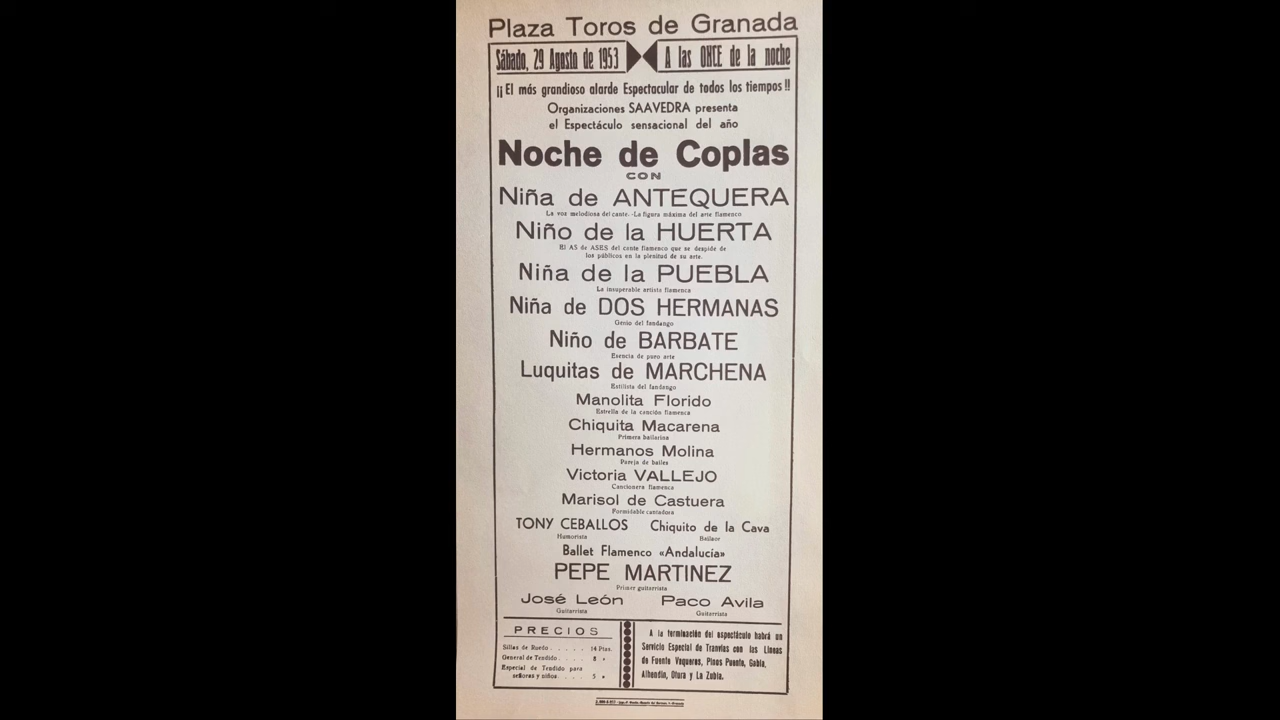 Plaza Toros de Granada
Sábado, 29 Agosto de 1953 A las ONCE de la noche
¡¡El más grandioso alarde Espectacular de todos los tiempos!!
Organizaciones SAAVEDRA presenta
el Espectáculo sensacional del año
Noche de Coplas
CON
Niña de ANTEQUERA
La voz melodiosa del cante.-La figura máxima del arte flamenco
Niño de la HUERTA
El AS de ASES del cante flamenco que se despide de
los públicos en la plenitud de su arte.
Niña de la PUEBLA
La insuperable artista flamenca
Niña de DOS HERMANAS
Genio del fandango
Niño de BARBATE
Esencia de puro arte
Luquitas de MARCHENA
Estilista del fandango
Manolita Florido
Estrella de la canción flamenca
Chiquita Macarena
Primera bailarina
Hermanos Molina
Pareja de bailes
Victoria VALLEJO
Cancionera flamenca
Marisol de Castuera
Formidable cantadora
TONY CEBALLOS Chiquito de la Cava
Humorista Bailaor
Ballet Flamenco «Andalucía»
PEPE MARTINEZ
Primer guitarrista
José León Paco Avila
Guitarrista Guitarrista
PRECIOS
Sillas de Ruedo . . . . . 14 Ptas.
General de Tendido . . . . 8 »
Especial de Tendido para
señoras y niños . . . . 5 »
A la terminación del espectáculo habrá un
Servicio Especial de Tranvías con las Líneas
de Fuente Vaqueros, Pinos Puente, Gabia,
Alhendín, Otura y La Zubia.